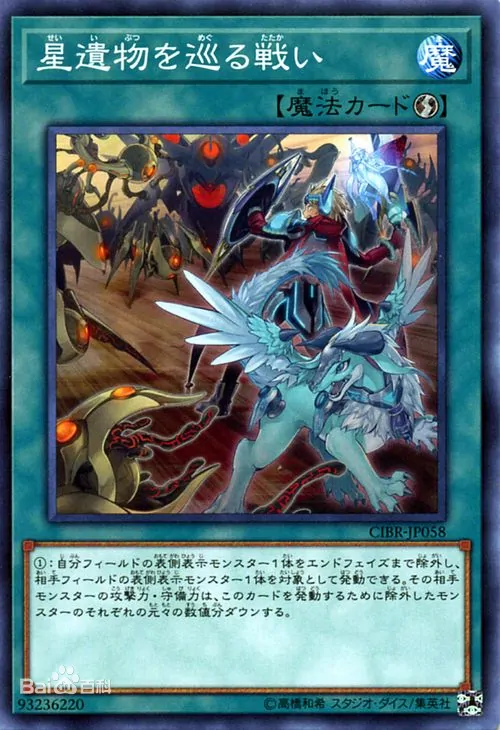 星遺物を巡る戦い
魔
【魔法カード】
CIBR-JP058
①：自分フィールドの表側表示モンスター１体をエンドフェイズまで除外し、
相手フィールドの表側表示モンスター１体を対象として発動できる。その相手
モンスターの攻撃力・守備力は、このカードを発動するために除外したモン
スターのそれぞれの元々の数値分ダウンする。
Bai百科
93236220
©高橋和希 スタジオ・ダイス/集英社